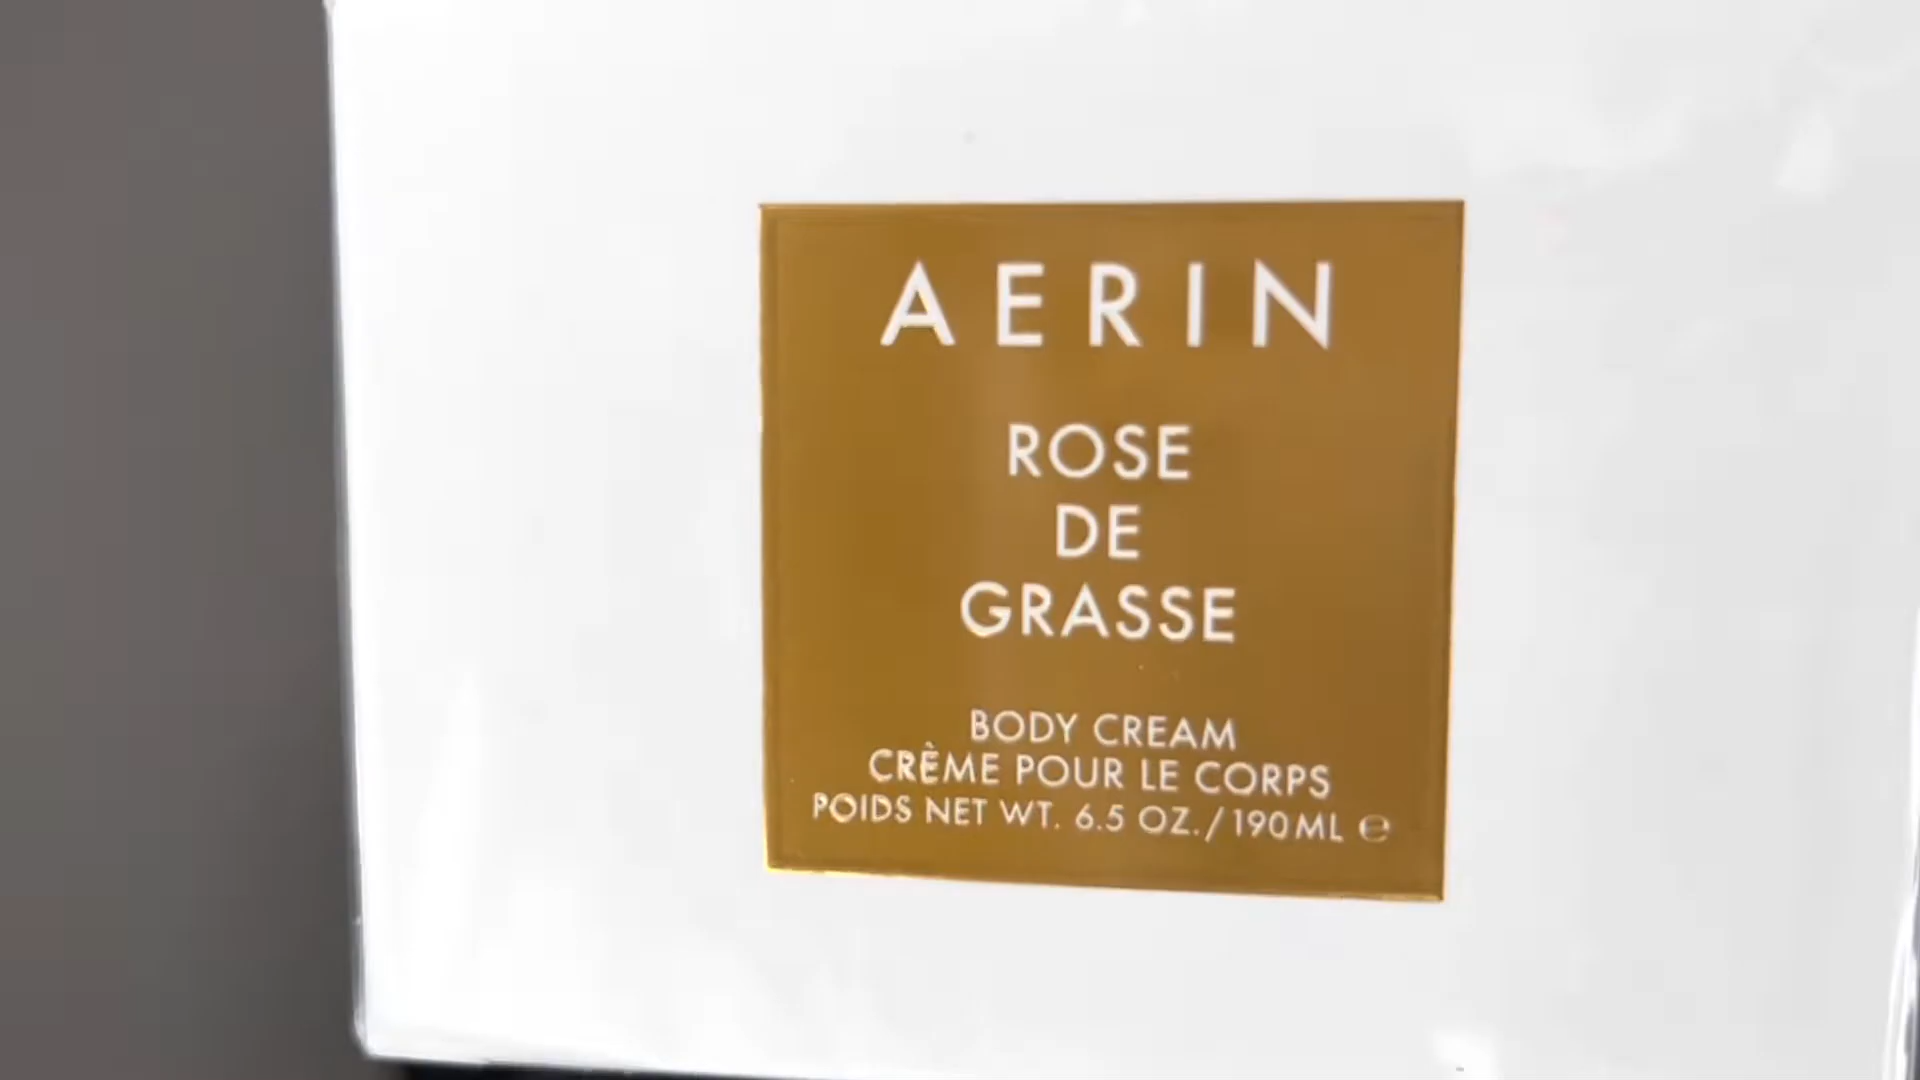 AERIN
ROSE
DE
GRASSE
BODY CREAM
CRÈME POUR LE CORPS
POIDS NET WT. 6.5 OZ./190ML ℮